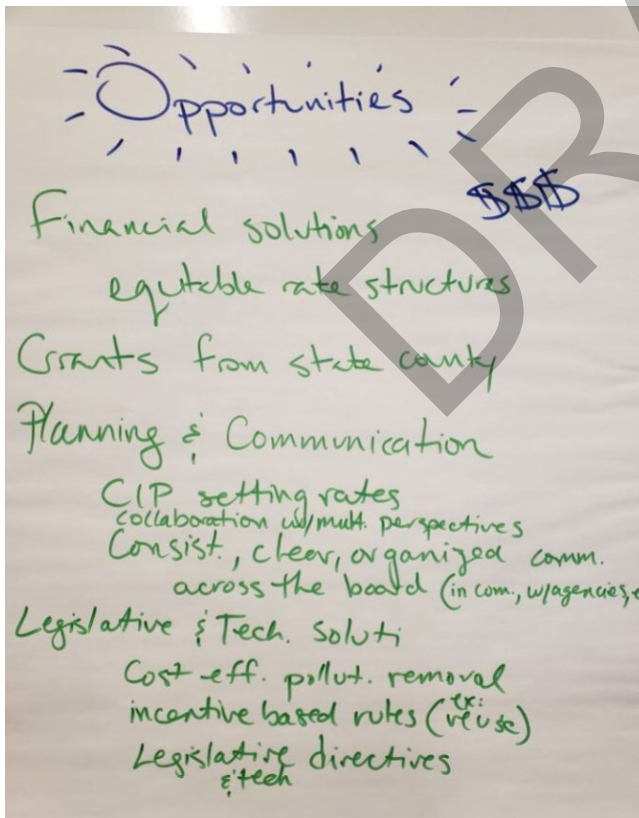 Opportunities
$$$
Financial solutions
equitable rate structures
Grants from state county
Planning & Communication
CIP setting rates
collaboration w/mult. perspectives
Consist., clear, organized comm.
across the board (in com., w/agencies, e
Legislative & Tech. Soluti
Cost-eff. pollut. removal
incentive based rutes (ex: reuse)
Legislative directives
& tech
DR